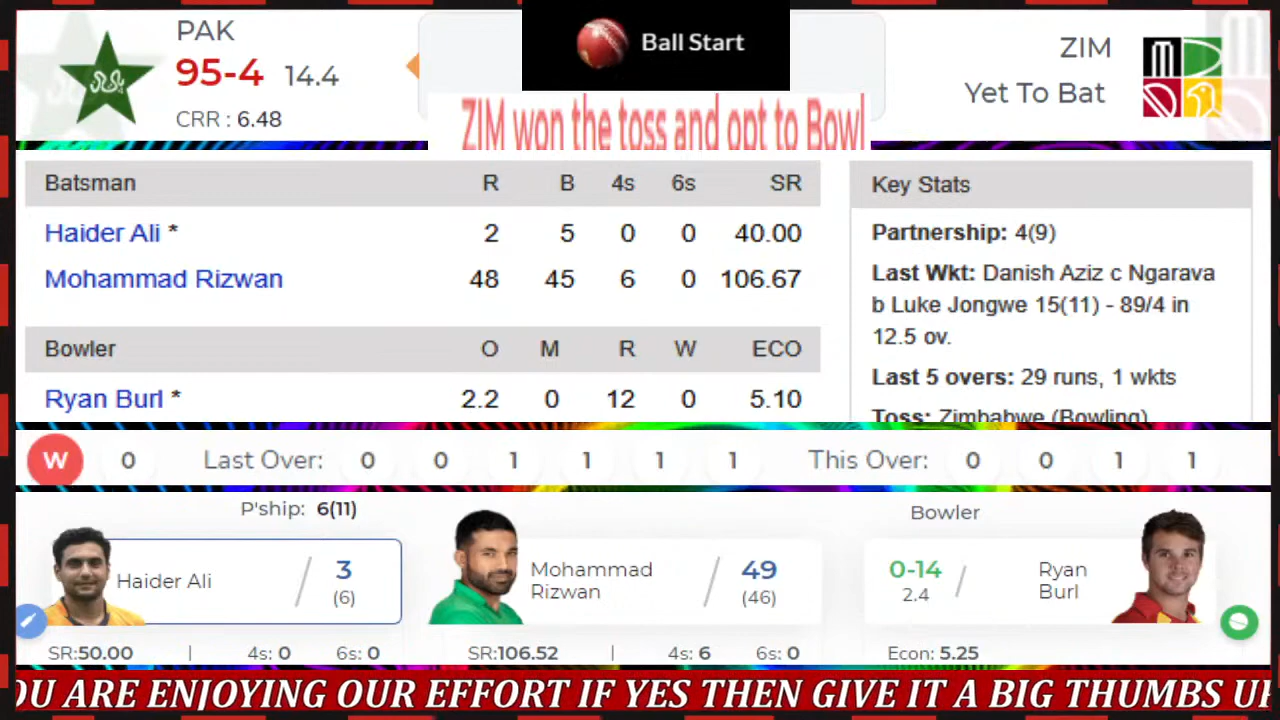 PAK
95-4 14.4
CRR : 6.48
Ball Start
ZIM won the toss and opt to Bowl
ZIM
Yet To Bat
Batsman R B 4s 6s SR
Haider Ali * 2 5 0 0 40.00
Mohammad Rizwan 48 45 6 0 106.67
Bowler O M R W ECO
Ryan Burl * 2.2 0 12 0 5.10
Key Stats
Partnership: 4(9)
Last Wkt: Danish Aziz c Ngarava
b Luke Jongwe 15(11) - 89/4 in
12.5 ov.
Last 5 overs: 29 runs, 1 wkts
Toss: Zimbabwe (Bowling)
W 0 Last Over: 0 0 1 1 1 1 This Over: 0 0 1 1
P'ship: 6(11)
Haider Ali / 3
(6)
SR:50.00 | 4s: 0 6s: 0
Mohammad
Rizwan / 49
(46)
SR:106.52 | 4s: 6 6s: 0
Bowler
0-14 / Ryan
2.4 Burl
Econ: 5.25
OU ARE ENJOYING OUR EFFORT IF YES THEN GIVE IT A BIG THUMBS UP